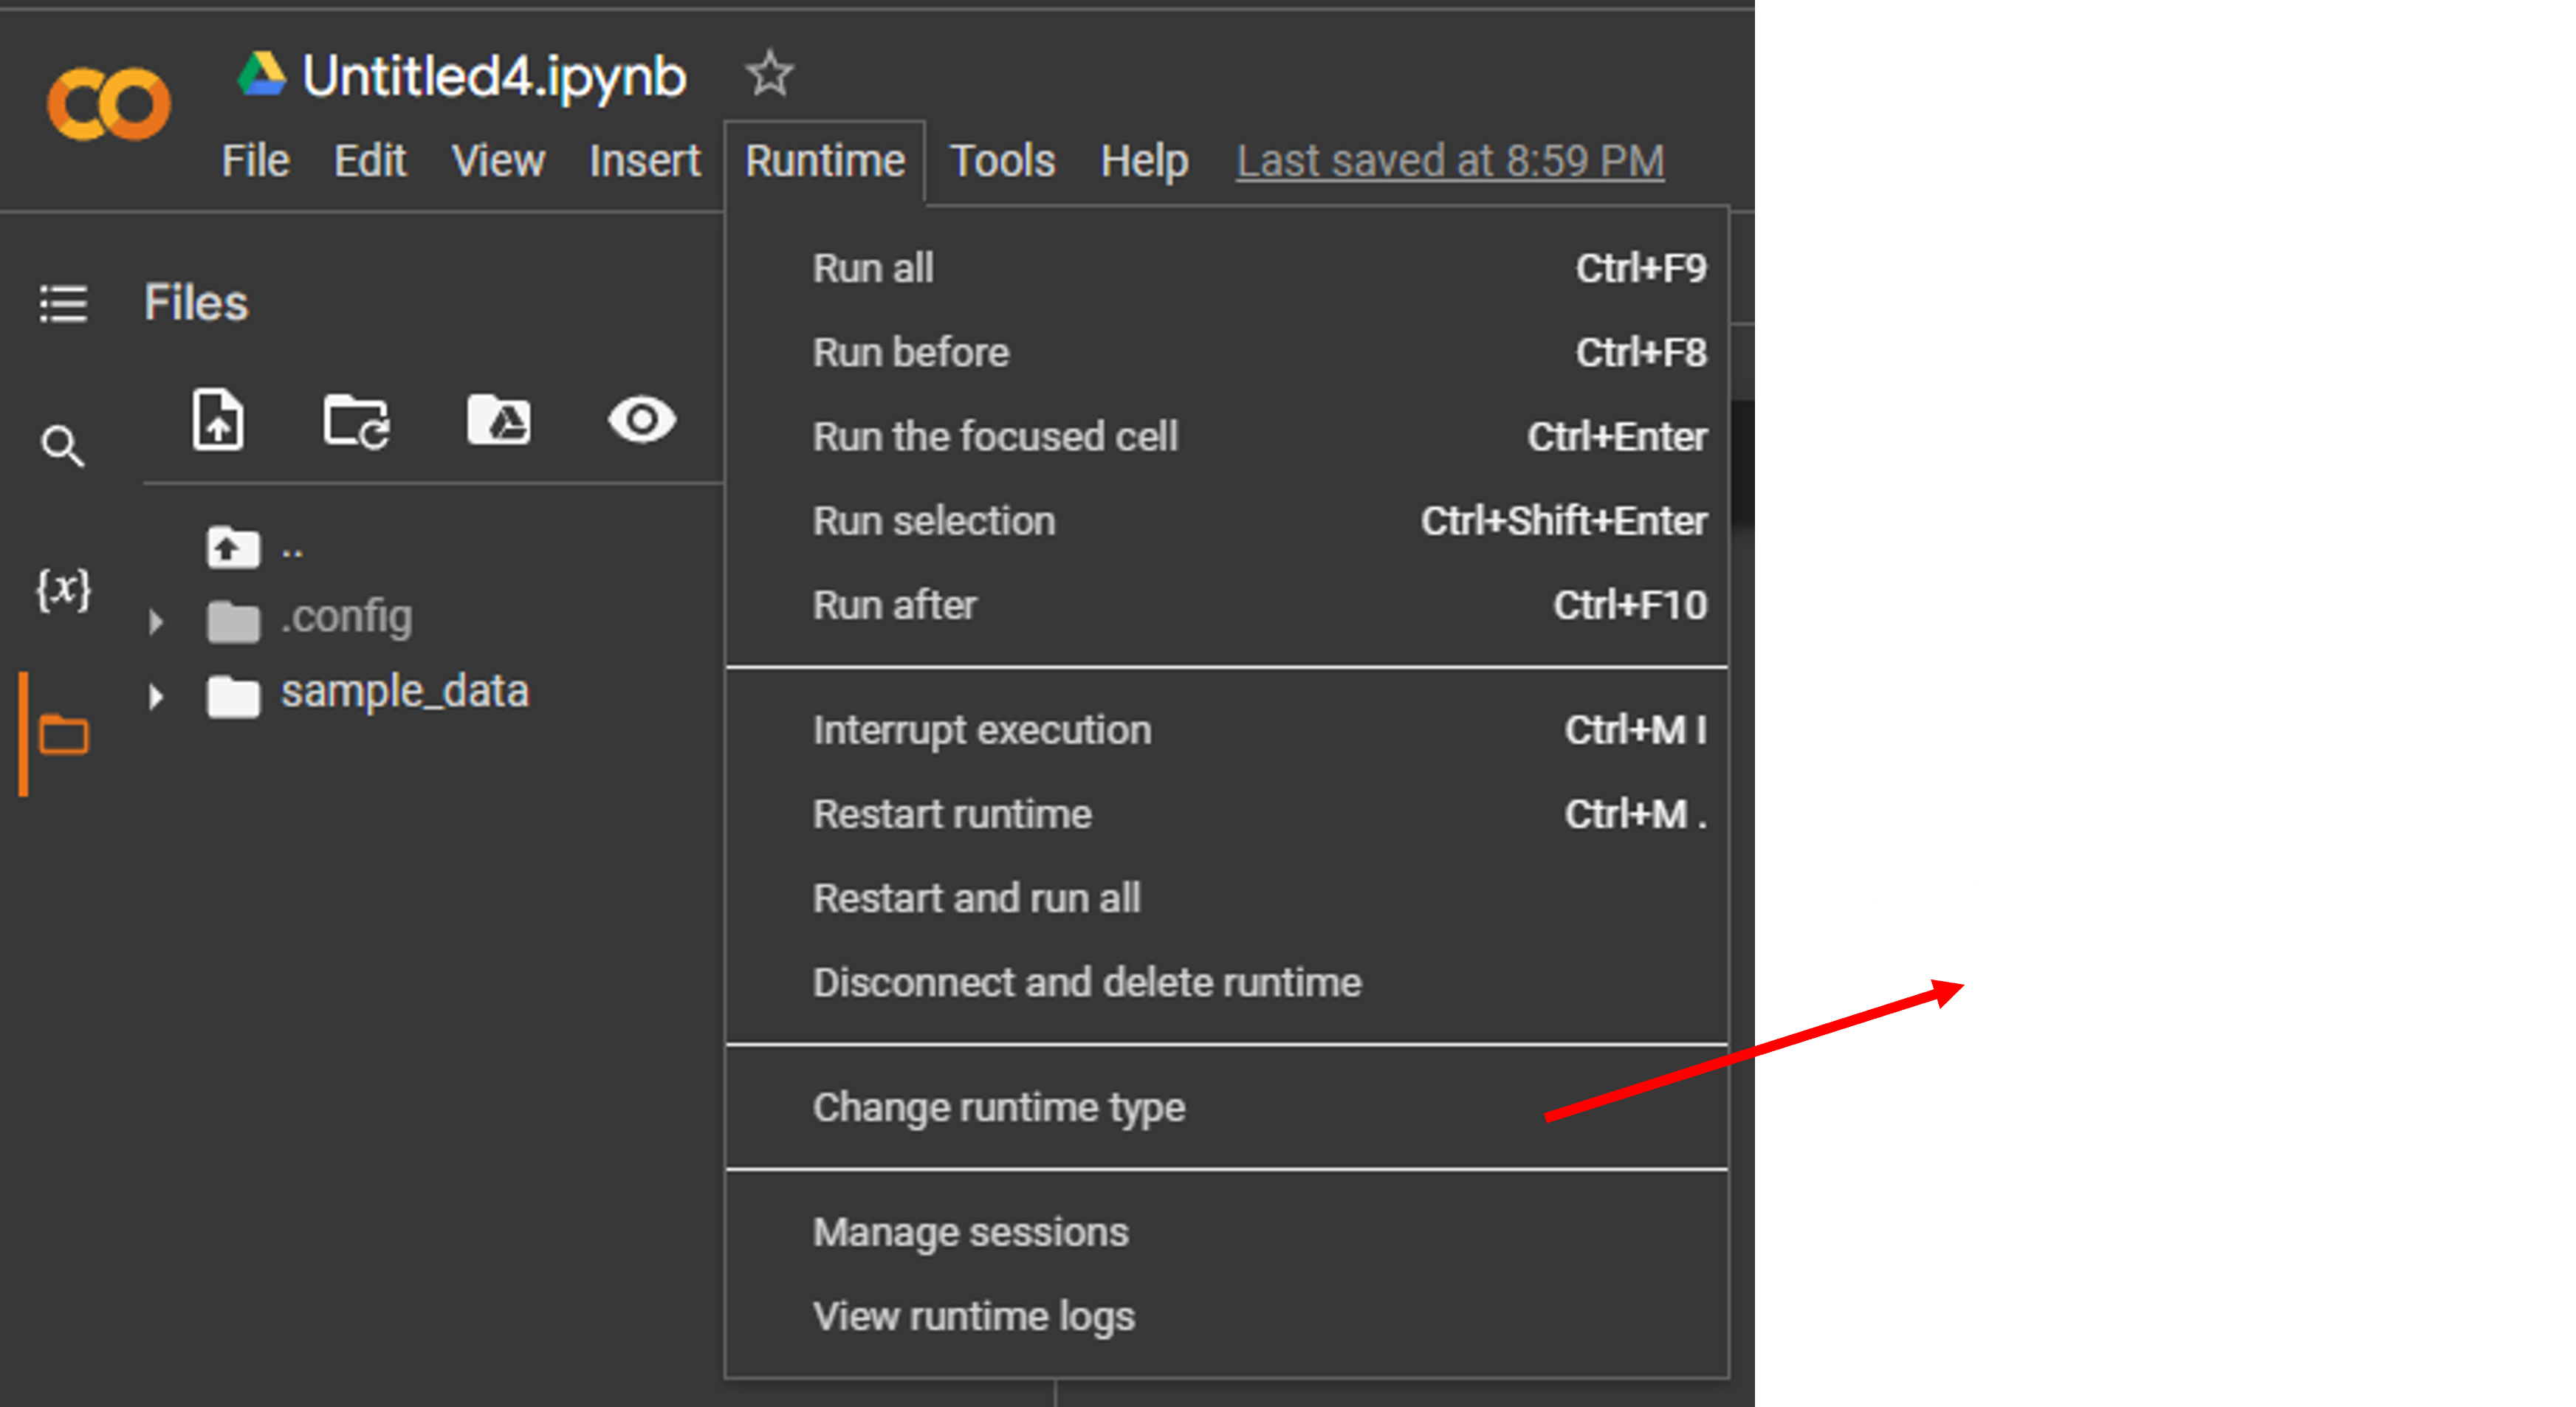 Untitled4.ipynb
File Edit View Insert Runtime Tools Help Last saved at 8:59 PM
Files
..
.config
sample_data
{x}
Run all Ctrl+F9
Run before Ctrl+F8
Run the focused cell Ctrl+Enter
Run selection Ctrl+Shift+Enter
Run after Ctrl+F10
Interrupt execution Ctrl+M I
Restart runtime Ctrl+M .
Restart and run all
Disconnect and delete runtime
Change runtime type
Manage sessions
View runtime logs